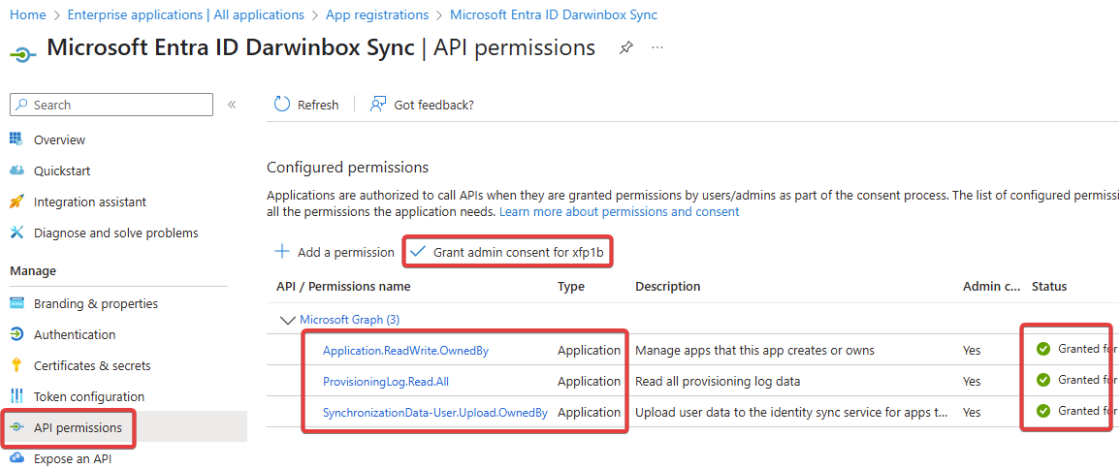 Home > Enterprise applications | All applications > App registrations > Microsoft Entra ID Darwinbox Sync
Microsoft Entra ID Darwinbox Sync | API permissions
Search
Refresh
Got feedback?
Overview
Quickstart
Integration assistant
Diagnose and solve problems
Manage
Branding & properties
Authentication
Certificates & secrets
Token configuration
API permissions
Expose an API
Configured permissions
Applications are authorized to call APIs when they are granted permissions by users/admins as part of the consent process. The list of configured permissi
all the permissions the application needs. Learn more about permissions and consent
Add a permission
Grant admin consent for xfp1b
API / Permissions name Type Description Admin c... Status
Microsoft Graph (3)
Application.ReadWrite.OwnedBy Application Manage apps that this app creates or owns Yes Granted for
ProvisioningLog.Read.All Application Read all provisioning log data Yes Granted for
SynchronizationData-User.Upload.OwnedBy Application Upload user data to the identity sync service for apps t... Yes Granted for